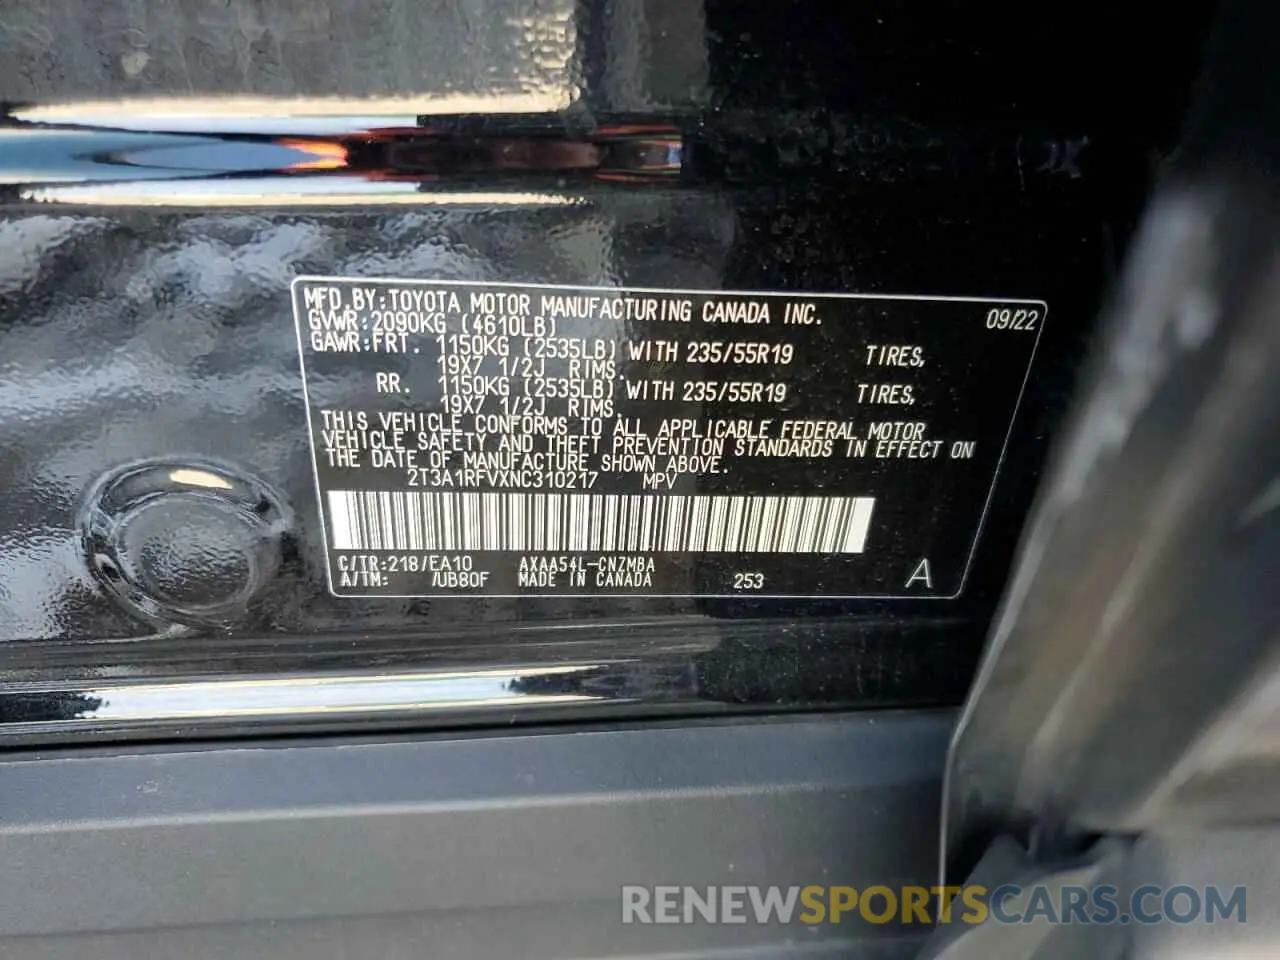 MFD.BY:TOYOTA MOTOR MANUFACTURING CANADA INC. 09/22
GVWR:2090KG (4610LB)
GAWR:FRT. 1150KG (2535LB) WITH 235/55R19 TIRES,
19X7 1/2J RIMS.
RR. 1150KG (2535LB) WITH 235/55R19 TIRES,
19X7 1/2J RIMS.
THIS VEHICLE CONFORMS TO ALL APPLICABLE FEDERAL MOTOR
VEHICLE SAFETY AND THEFT PREVENTION STANDARDS IN EFFECT ON
THE DATE OF MANUFACTURE SHOWN ABOVE.
2T3A1RFVXNC310217 MPV
C/TR:218/EA10 AXAA54L-CNZMBA
A/TM: /UB80F MADE IN CANADA 253 A
RENEWSPORTSCARS.COM